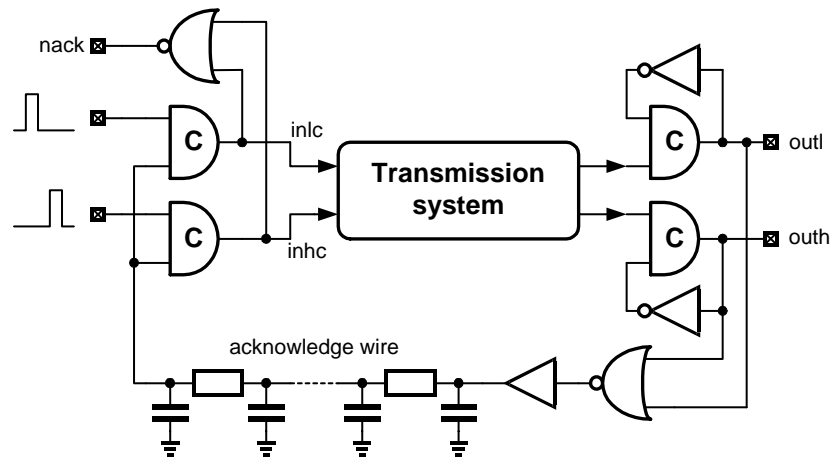 nack
C
inlc
Transmission
system
C
outl
C
inhc
C
outh
acknowledge wire